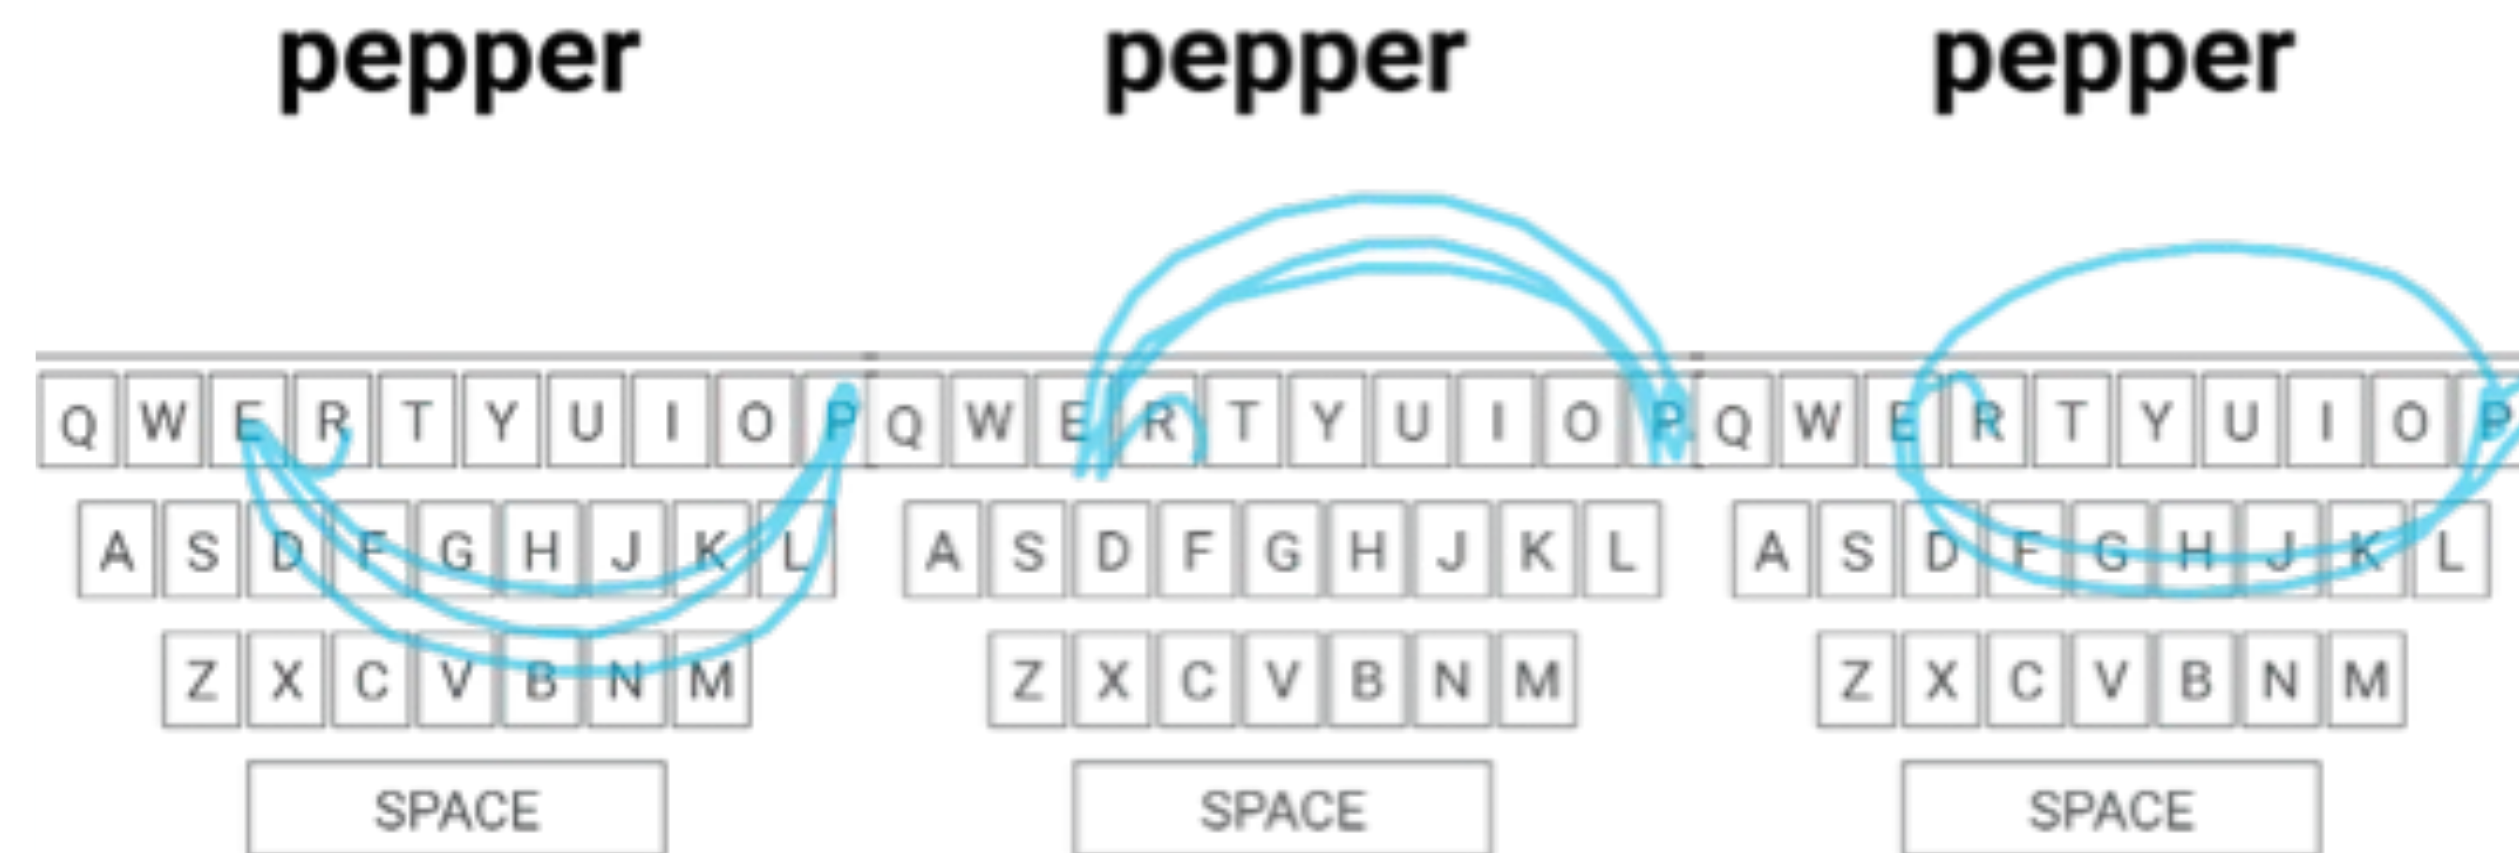 pepper pepper pepper
Q W E R T Y U I O P Q W E R T Y U I O P Q W E R T Y U I O P
A S D F G H J K L A S D F G H J K L A S D F G H J K L
Z X C V B N M Z X C V B N M Z X C V B N M
SPACE SPACE SPACE